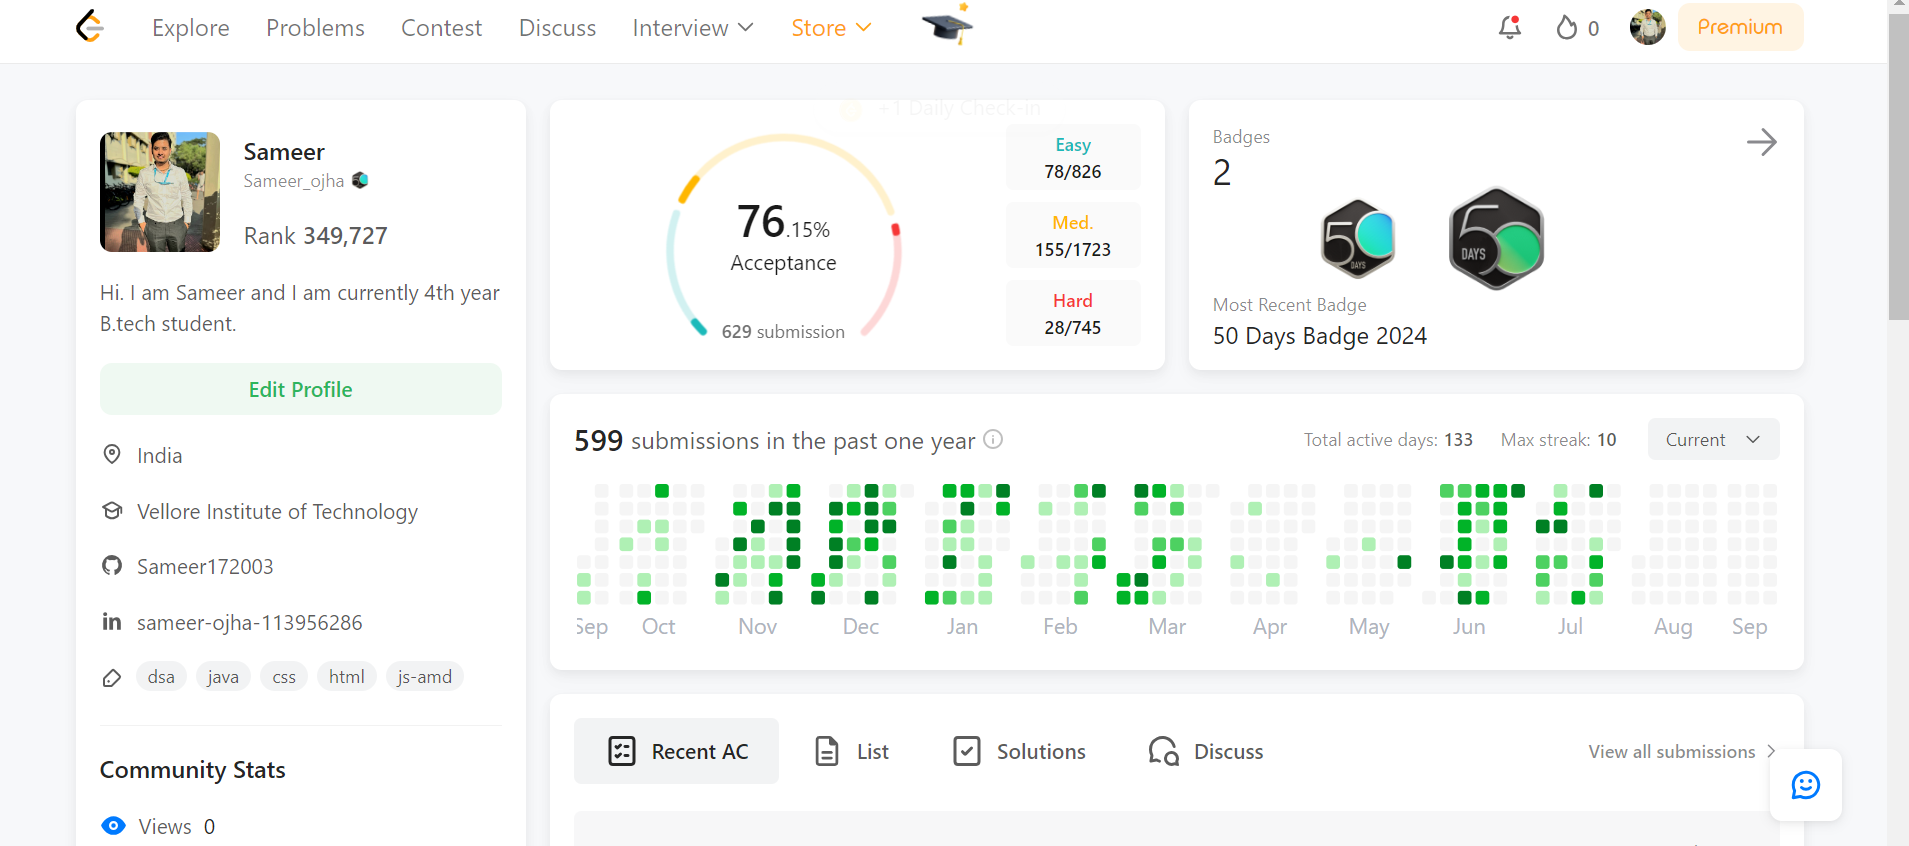 Explore Problems Contest Discuss Interview Store 0 Premium
Sameer
Sameer_ojha
Rank 349,727
Hi. I am Sameer and I am currently 4th year
B.tech student.
Edit Profile
India
Vellore Institute of Technology
Sameer172003
sameer-ojha-113956286
dsa java css html js-amd
Community Stats
Views 0
+1 Daily Check-in
76.15%
Acceptance
629 submission
Easy
78/826
Med.
155/1723
Hard
28/745
Badges
2
50 DAYS
50 DAYS
Most Recent Badge
50 Days Badge 2024
599 submissions in the past one year
Total active days: 133 Max streak: 10 Current
Sep Oct Nov Dec Jan Feb Mar Apr May Jun Jul Aug Sep
Recent AC List Solutions Discuss View all submissions